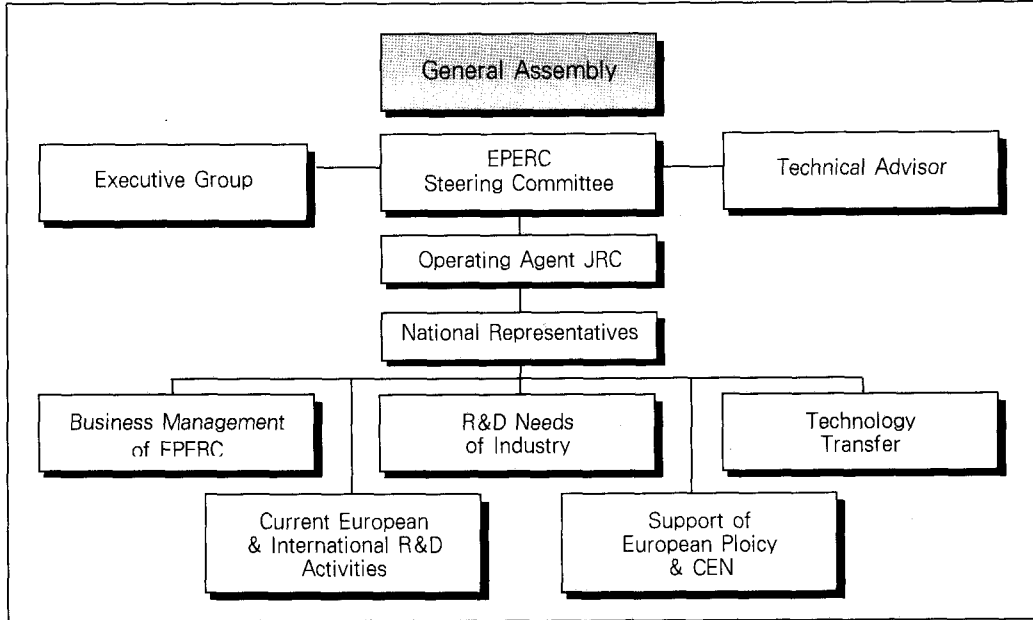 General Assembly
Executive Group
EPERC
Steering Committee
Technical Advisor
Operating Agent JRC
National Representatives
Business Management
of EPERC
R&D Needs
of Industry
Technology
Transfer
Current European
& International R&D
Activities
Support of
European Ploicy
& CEN